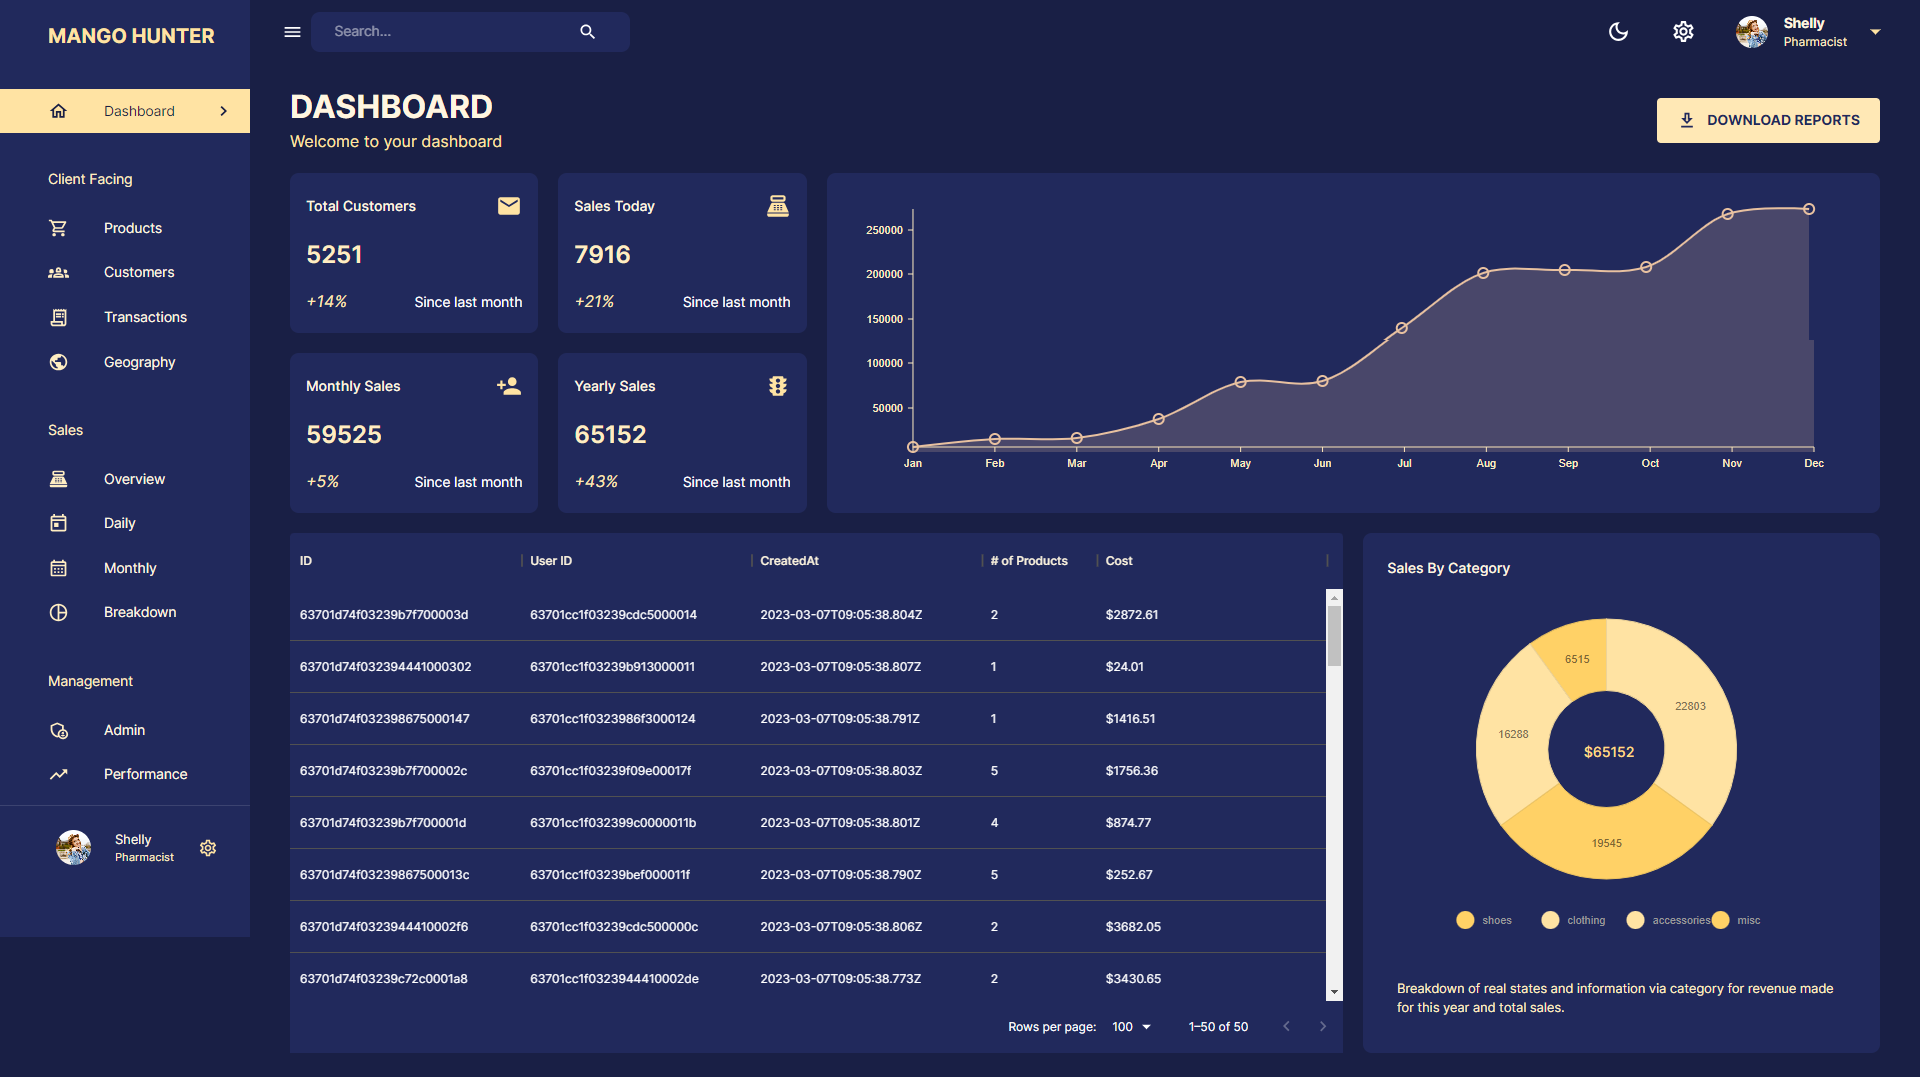 MANGO HUNTER
Search...
Shelly
Pharmacist
Dashboard
Client Facing
Products
Customers
Transactions
Geography
Sales
Overview
Daily
Monthly
Breakdown
Management
Admin
Performance
Shelly
Pharmacist
DASHBOARD
Welcome to your dashboard
DOWNLOAD REPORTS
Total Customers
5251
+14% Since last month
Sales Today
7916
+21% Since last month
Monthly Sales
59525
+5% Since last month
Yearly Sales
65152
+43% Since last month
250000
200000
150000
100000
50000
Jan Feb Mar Apr May Jun Jul Aug Sep Oct Nov Dec
ID User ID CreatedAt # of Products Cost
63701d74f03239b7f700003d 63701cc1f03239cdc5000014 2023-03-07T09:05:38.804Z 2 $2872.61
63701d74f032394441000302 63701cc1f03239b913000011 2023-03-07T09:05:38.807Z 1 $24.01
63701d74f032398675000147 63701cc1f0323986f3000124 2023-03-07T09:05:38.791Z 1 $1416.51
63701d74f03239b7f700002c 63701cc1f03239f09e00017f 2023-03-07T09:05:38.803Z 5 $1756.36
63701d74f03239b7f700001d 63701cc1f032399c0000011b 2023-03-07T09:05:38.801Z 4 $874.77
63701d74f03239867500013c 63701cc1f03239bef000011f 2023-03-07T09:05:38.790Z 5 $252.67
63701d74f0323944410002f6 63701cc1f03239cdc500000c 2023-03-07T09:05:38.806Z 2 $3682.05
63701d74f03239c72c0001a8 63701cc1f0323944410002de 2023-03-07T09:05:38.773Z 2 $3430.65
Rows per page: 100 1–50 of 50
Sales By Category
6515
22803
16288
$65152
19545
shoes clothing accessories misc
Breakdown of real states and information via category for revenue made
for this year and total sales.